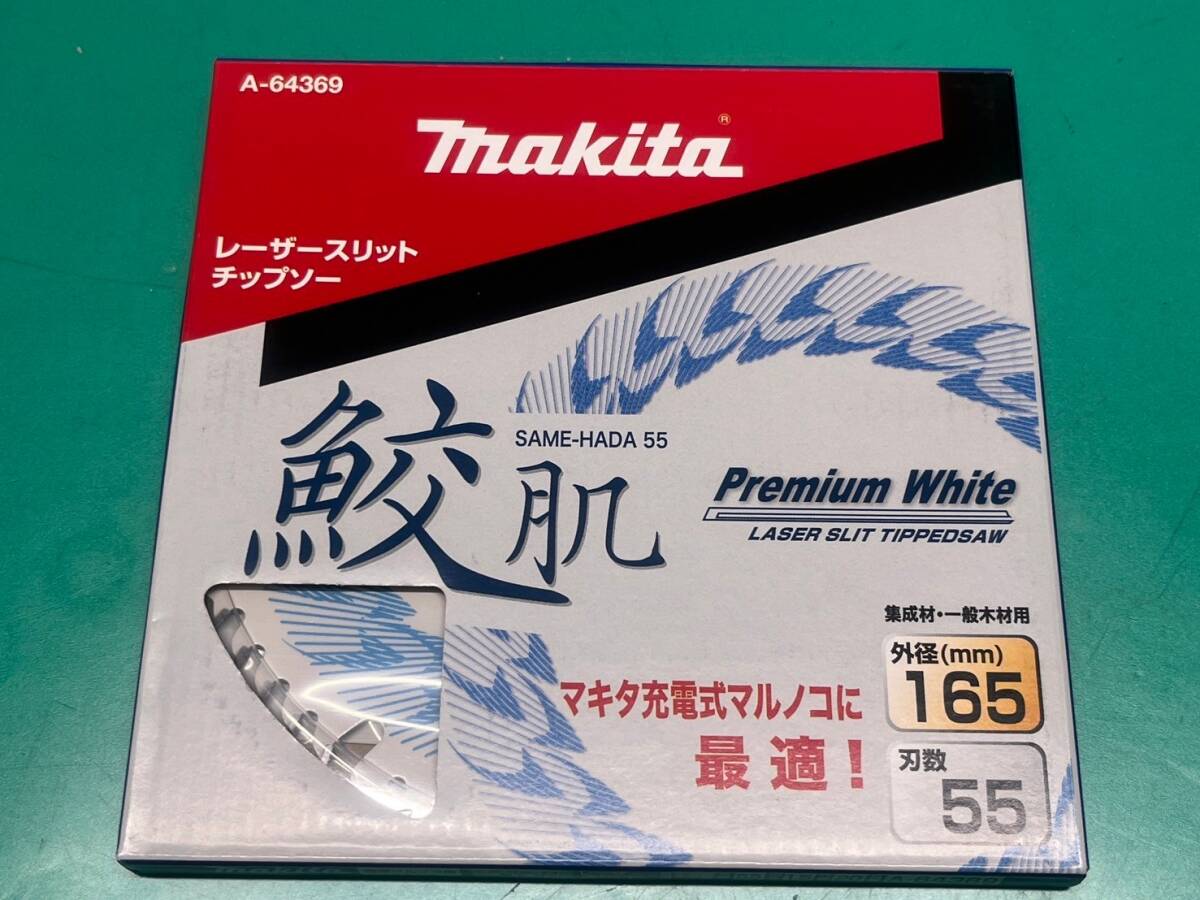 A-64369
makita®
レーザースリット
チップソー
鮫肌
SAME-HADA 55
Premium White
LASER SLIT TIPPEDSAW
集成材・一般木材用
外径(mm)
165
マキタ充電式マルノコに
最適!
刃数
55